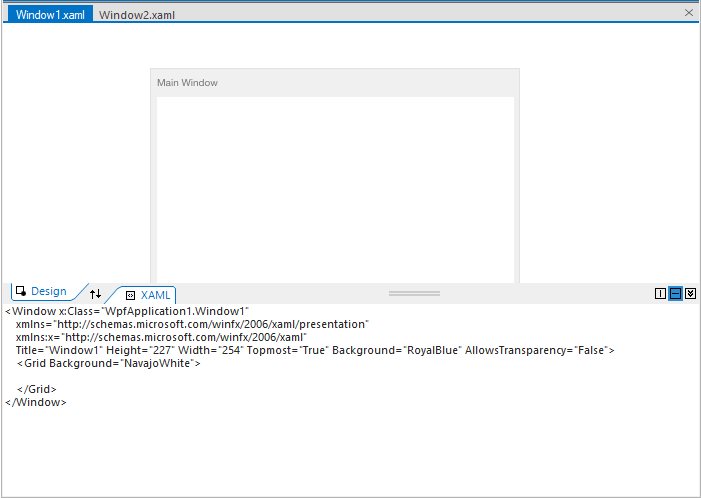 Window1.xaml Window2.xaml
Main Window
Design XAML
<Window x:Class="WpfApplication1.Window1"
xmlns="http://schemas.microsoft.com/winfx/2006/xaml/presentation"
xmlns:x="http://schemas.microsoft.com/winfx/2006/xaml"
Title="Window1" Height="227" Width="254" Topmost="True" Background="RoyalBlue" AllowsTransparency="False">
<Grid Background="NavajoWhite">
</Grid>
</Window>